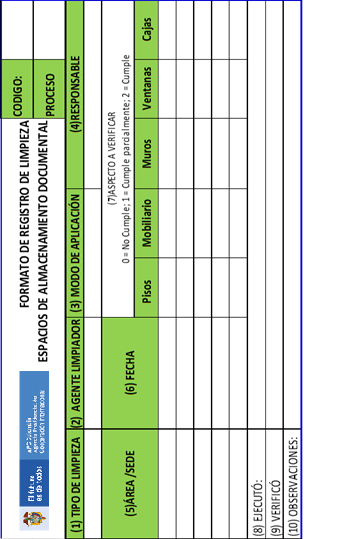 FORMATO DE REGISTRO DE LIMPIEZA
ESPACIOS DE ALMACENAMIENTO DOCUMENTAL
CODIGO:
PROCESO
(1) TIPO DE LIMPIEZA (2) AGENTE LIMPIADOR (3) MODO DE APLICACIÓN (4)RESPONSABLE
(5)ÁREA /SEDE (6) FECHA
(7)ASPECTO A VERIFICAR
0 = No Cumple; 1 = Cumple parcialmente; 2 = Cumple
Pisos Mobiliario Muros Ventanas Cajas
(8) EJECUTÓ:
(9) VERIFICÓ
(10) OBSERVACIONES: